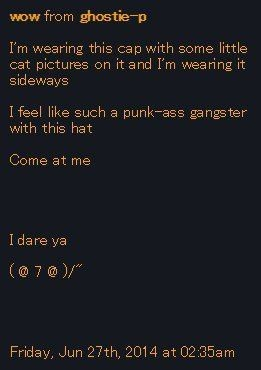 wow from ghostie-p
I'm wearing this cap with some little
cat pictures on it and I'm wearing it
sideways
I feel like such a punk-ass gangster
with this hat
Come at me
I dare ya
( @ 7 @ )/~
Friday, Jun 27th, 2014 at 02:35am